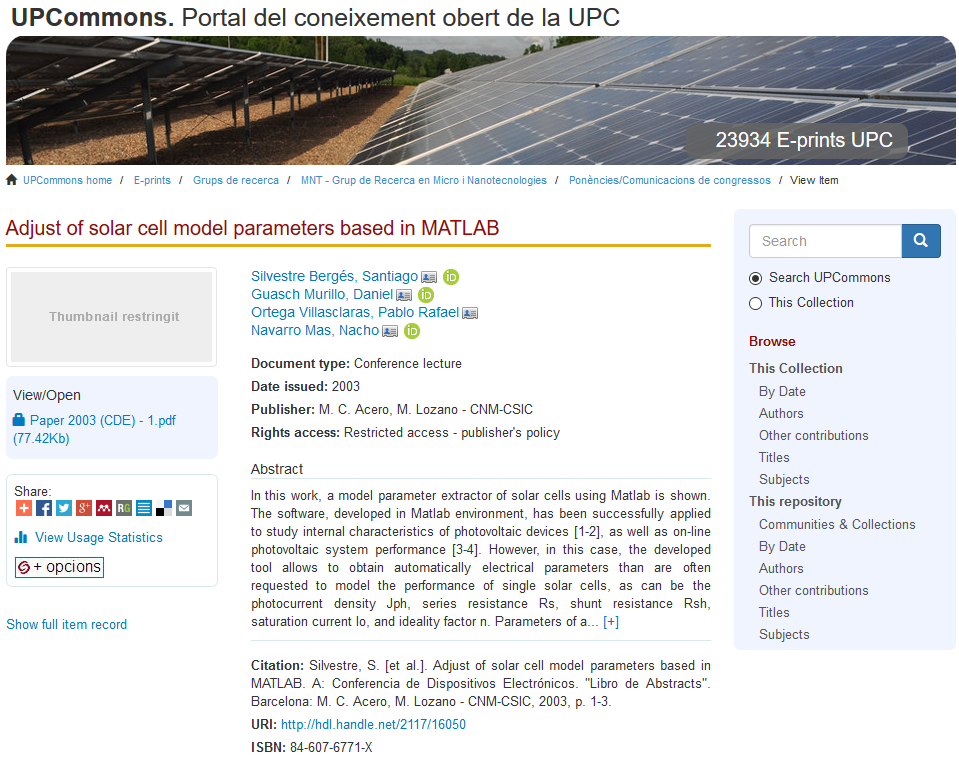 UPCommons. Portal del coneixement obert de la UPC
23934 E-prints UPC
UPCommons home / E-prints / Grups de recerca / MNT - Grup de Recerca en Micro i Nanotecnologies / Ponències/Comunicacions de congressos / View Item
Adjust of solar cell model parameters based in MATLAB
Thumbnail restringit
View/Open
Paper 2003 (CDE) - 1.pdf
(77.42Kb)
Share:
View Usage Statistics
+ opcions
Show full item record
Silvestre Bergés, Santiago iD
Guasch Murillo, Daniel iD
Ortega Villasclaras, Pablo Rafael
Navarro Mas, Nacho iD
Document type: Conference lecture
Date issued: 2003
Publisher: M. C. Acero, M. Lozano - CNM-CSIC
Rights access: Restricted access - publisher's policy
Abstract
In this work, a model parameter extractor of solar cells using Matlab is shown.
The software, developed in Matlab environment, has been successfully applied
to study internal characteristics of photovoltaic devices [1-2], as well as on-line
photovoltaic system performance [3-4]. However, in this case, the developed
tool allows to obtain automatically electrical parameters than are often
requested to model the performance of single solar cells, as can be the
photocurrent density Jph, series resistance Rs, shunt resistance Rsh,
saturation current Io, and ideality factor n. Parameters of a... [+]
Citation: Silvestre, S. [et al.]. Adjust of solar cell model parameters based in
MATLAB. A: Conferencia de Dispositivos Electrónicos. "Libro de Abstracts".
Barcelona: M. C. Acero, M. Lozano - CNM-CSIC, 2003, p. 1-3.
URI: http://hdl.handle.net/2117/16050
ISBN: 84-607-6771-X
Search
Search UPCommons
This Collection
Browse
This Collection
By Date
Authors
Other contributions
Titles
Subjects
This repository
Communities & Collections
By Date
Authors
Other contributions
Titles
Subjects